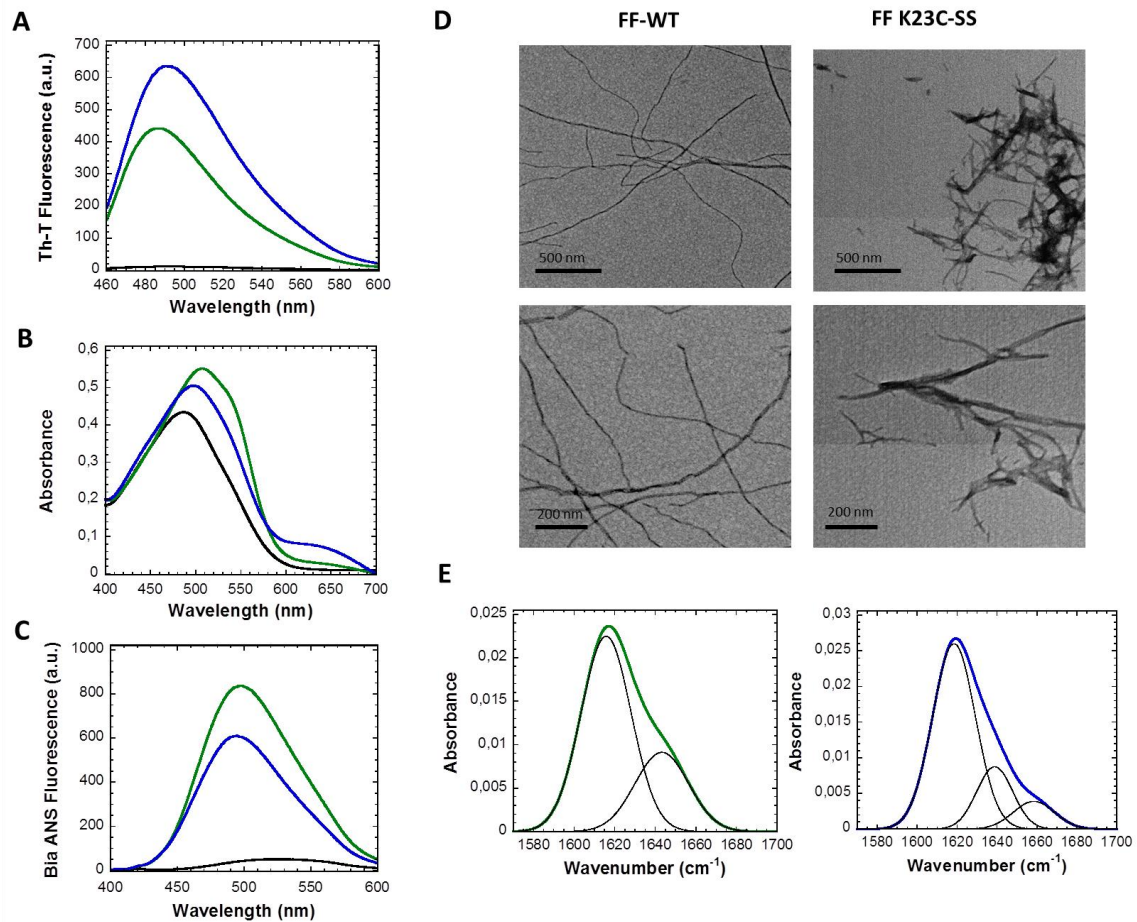 A
700
600
500
400
300
200
100
0
Th-T Fluorescence (a.u.)
460 480 500 520 540 560 580 600
Wavelength (nm)
B
0,6
0,5
0,4
0,3
0,2
0,1
0
Absorbance
400 450 500 550 600 650 700
Wavelength (nm)
C
1000
800
600
400
200
0
Bia ANS Fluorescence (a.u.)
400 450 500 550 600
Wavelength (nm)
D
FF-WT
FF K23C-SS
500 nm
500 nm
200 nm
200 nm
E
0,025
0,02
0,015
0,01
0,005
0
Absorbance
1580 1600 1620 1640 1660 1680 1700
Wavenumber (cm-1)
0,03
0,025
0,02
0,015
0,01
0,005
0
Absorbance
1580 1600 1620 1640 1660 1680 1700
Wavenumber (cm-1)